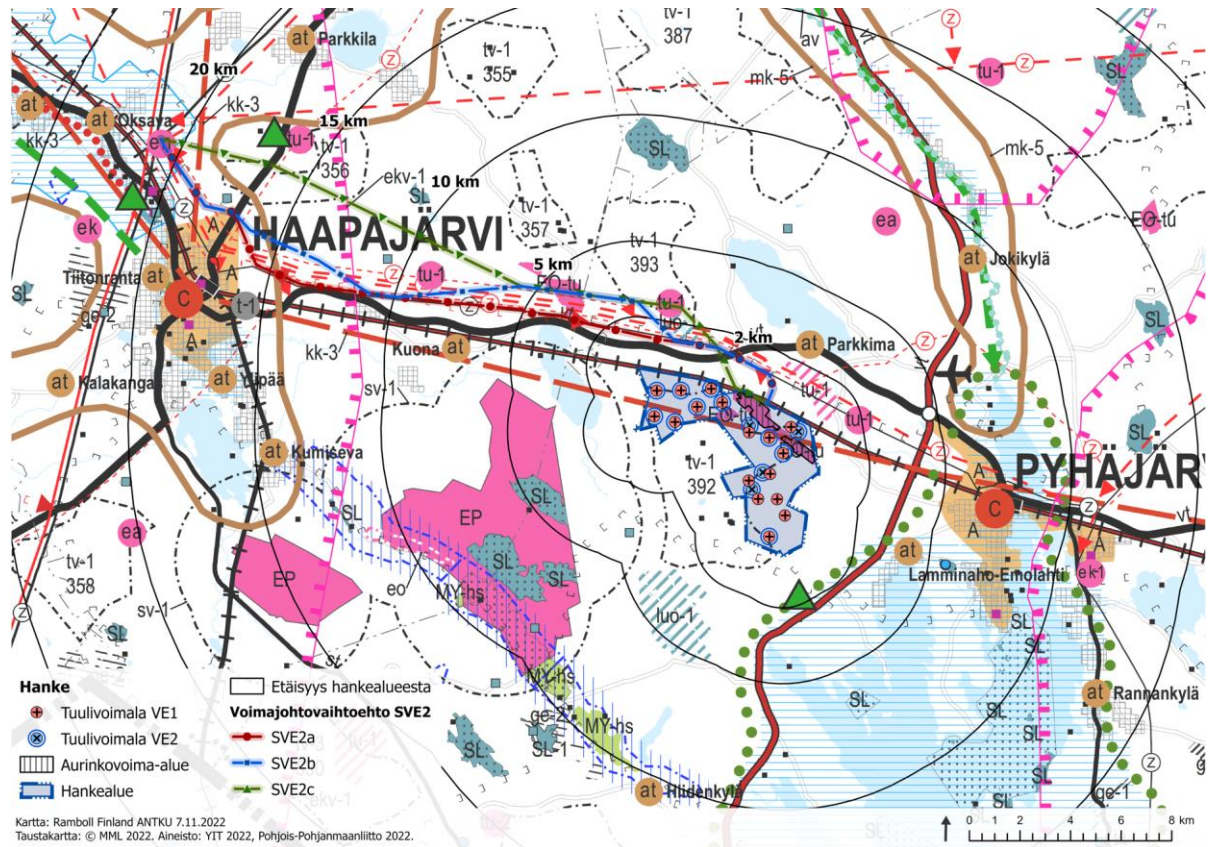 tv-1
387
av
vt
at
Parkkila
tv-1
355
mk-5
tu-1
z
SL
20 km
kk-3
at
at
Oksava
kk-3
15 km
tu-1
tv-1
356
SL
mk-5
ekv-1
SL
10 km
tv-1
357
ea
EO-tu
ek
A
HAAPAJÄRVI
tv-1
393
Tiitonranta
at
A
tu-1
5 km
EO-tu
at
Jokikylä
SL
C
t-1
z
tu-1
luo
ge-2
A
kk-3
Kuona
at
2 km
vt
at
Parkkima
SL
at
Kalakangas
at
Ylipää
sv-1
tu-1
tu-1
EO-tu
SL
at
Kumiseva
tv-1
392
A
PYHÄJÄRV
SL
EP
SL
C
A
vt
ea
A
z
tv-1
358
EP
eo
SL
SL
at
Lamminaho-Emolahti
ek-1
sv-1
MY-hs
luo-1
SL
SL
MY-hs
SL
at
Rannankylä
ge-2
MY-hs
SL
SL-1
SL
z
at
Hiidenkylä
SL
ge-1
Hanke
Tuulivoimala VE1
Tuulivoimala VE2
Aurinkovoima-alue
Hankealue
Etäisyys hankealueesta
Voimajohtovaihtoehto SVE2
SVE2a
SVE2b
SVE2c
Kartta: Ramboll Finland ANTKU 7.11.2022
Taustakartta: © MML 2022. Aineisto: YIT 2022, Pohjois-Pohjanmaanliitto 2022.
0 2 4 6 8 km